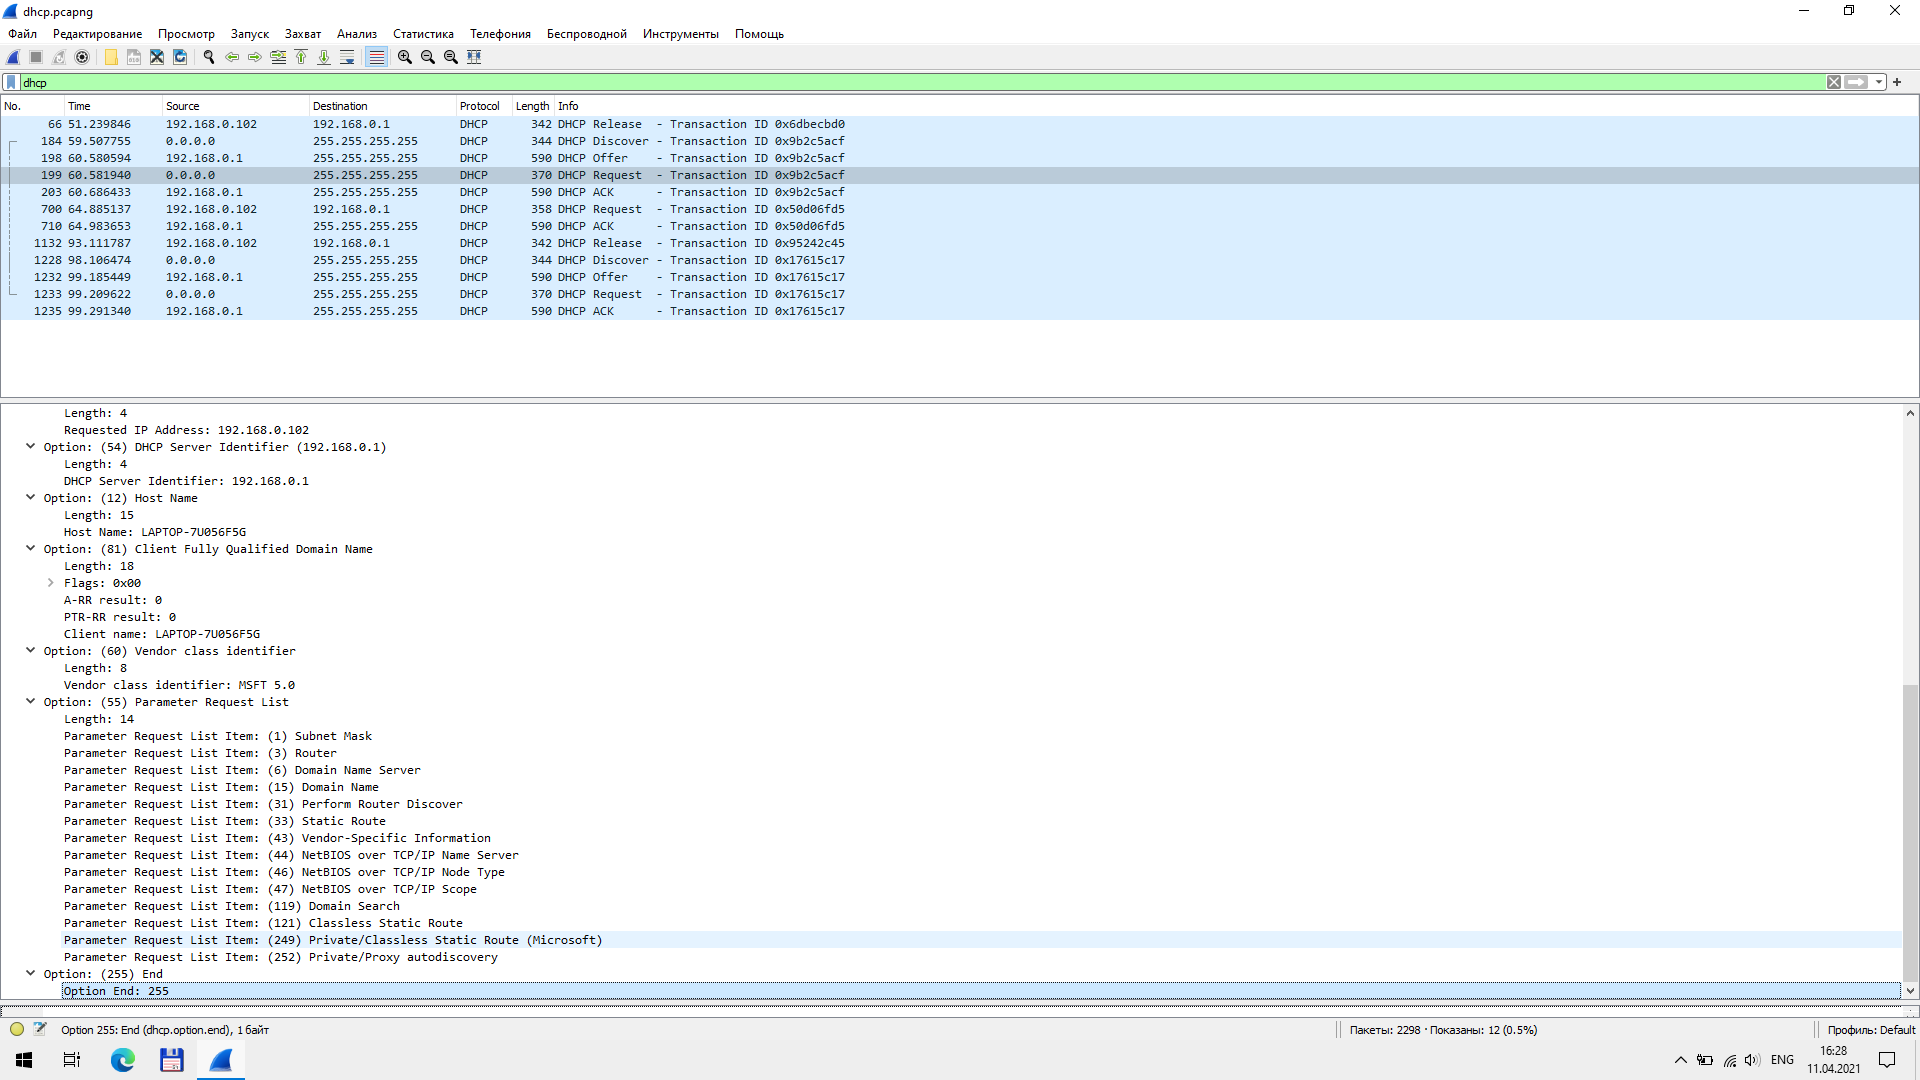 dhcp.pcapng
Файл Редактирование Просмотр Запуск Захват Анализ Статистика Телефония Беспроводной Инструменты Помощь
dhcp
No. Time Source Destination Protocol Length Info
66 51.239846 192.168.0.102 192.168.0.1 DHCP 342 DHCP Release - Transaction ID 0x6dbecbd0
184 59.507755 0.0.0.0 255.255.255.255 DHCP 344 DHCP Discover - Transaction ID 0x9b2c5acf
198 60.580594 192.168.0.1 255.255.255.255 DHCP 590 DHCP Offer - Transaction ID 0x9b2c5acf
199 60.581940 0.0.0.0 255.255.255.255 DHCP 370 DHCP Request - Transaction ID 0x9b2c5acf
203 60.686433 192.168.0.1 255.255.255.255 DHCP 590 DHCP ACK - Transaction ID 0x9b2c5acf
700 64.885137 192.168.0.102 192.168.0.1 DHCP 358 DHCP Request - Transaction ID 0x50d06fd5
710 64.983653 192.168.0.1 255.255.255.255 DHCP 590 DHCP ACK - Transaction ID 0x50d06fd5
1132 93.111787 192.168.0.102 192.168.0.1 DHCP 342 DHCP Release - Transaction ID 0x95242c45
1228 98.106474 0.0.0.0 255.255.255.255 DHCP 344 DHCP Discover - Transaction ID 0x17615c17
1232 99.185449 192.168.0.1 255.255.255.255 DHCP 590 DHCP Offer - Transaction ID 0x17615c17
1233 99.209622 0.0.0.0 255.255.255.255 DHCP 370 DHCP Request - Transaction ID 0x17615c17
1235 99.291340 192.168.0.1 255.255.255.255 DHCP 590 DHCP ACK - Transaction ID 0x17615c17
Length: 4
Requested IP Address: 192.168.0.102
Option: (54) DHCP Server Identifier (192.168.0.1)
Length: 4
DHCP Server Identifier: 192.168.0.1
Option: (12) Host Name
Length: 15
Host Name: LAPTOP-7U056F5G
Option: (81) Client Fully Qualified Domain Name
Length: 18
Flags: 0x00
A-RR result: 0
PTR-RR result: 0
Client name: LAPTOP-7U056F5G
Option: (60) Vendor class identifier
Length: 8
Vendor class identifier: MSFT 5.0
Option: (55) Parameter Request List
Length: 14
Parameter Request List Item: (1) Subnet Mask
Parameter Request List Item: (3) Router
Parameter Request List Item: (6) Domain Name Server
Parameter Request List Item: (15) Domain Name
Parameter Request List Item: (31) Perform Router Discover
Parameter Request List Item: (33) Static Route
Parameter Request List Item: (43) Vendor-Specific Information
Parameter Request List Item: (44) NetBIOS over TCP/IP Name Server
Parameter Request List Item: (46) NetBIOS over TCP/IP Node Type
Parameter Request List Item: (47) NetBIOS over TCP/IP Scope
Parameter Request List Item: (119) Domain Search
Parameter Request List Item: (121) Classless Static Route
Parameter Request List Item: (249) Private/Classless Static Route (Microsoft)
Parameter Request List Item: (252) Private/Proxy autodiscovery
Option: (255) End
Option End: 255
Option 255: End (dhcp.option.end), 1 байт Пакеты: 2298 · Показаны: 12 (0.5%) Профиль: Default
ENG 16:28
11.04.2021